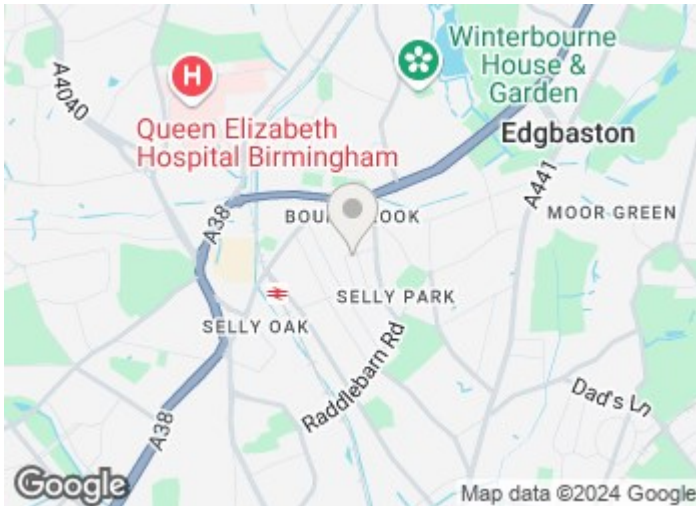 A4040
Winterbourne
House &
Garden
Queen Elizabeth
Hospital Birmingham
Edgbaston
A441
A38
MOOR GREEN
SELLY PARK
SELLY OAK
Raddlebarn Rd
Dad's Ln
A38
Google
Map data ©2024 Google
H